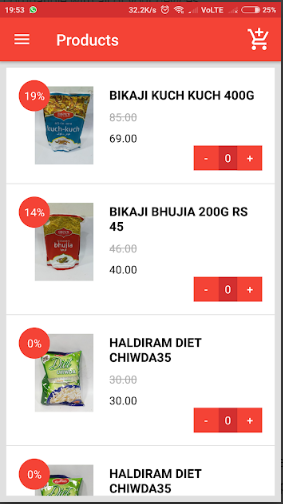 19:53 32.2K/s VoLTE 25%
Products
19%
BIKAJI KUCH KUCH 400G
85.00
69.00
- 0 +
14%
BIKAJI BHUJIA 200G RS
45
46.00
40.00
- 0 +
0%
HALDIRAM DIET
CHIWDA35
30.00
30.00
- 0 +
0%
HALDIRAM DIET
CHIWDA35
kuch-kuch
Bhujia